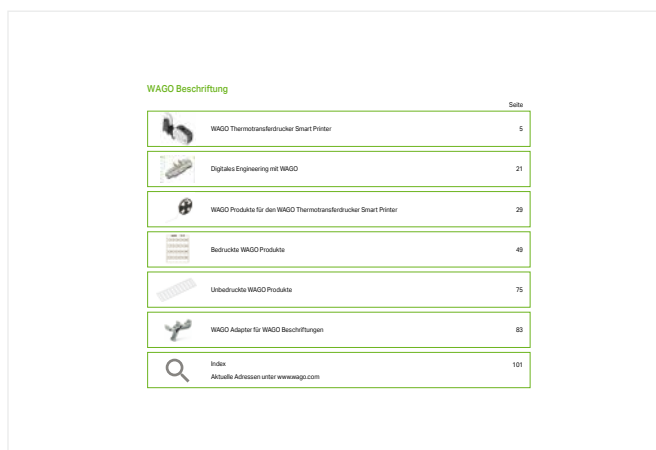 WAGO Beschriftung
Seite
WAGO Thermotransferdrucker Smart Printer 5
Digitales Engineering mit WAGO 21
WAGO Produkte für den WAGO Thermotransferdrucker Smart Printer 29
Bedruckte WAGO Produkte 49
Unbedruckte WAGO Produkte 75
WAGO Adapter für WAGO Beschriftungen 83
Index 101
Aktuelle Adressen unter www.wago.com